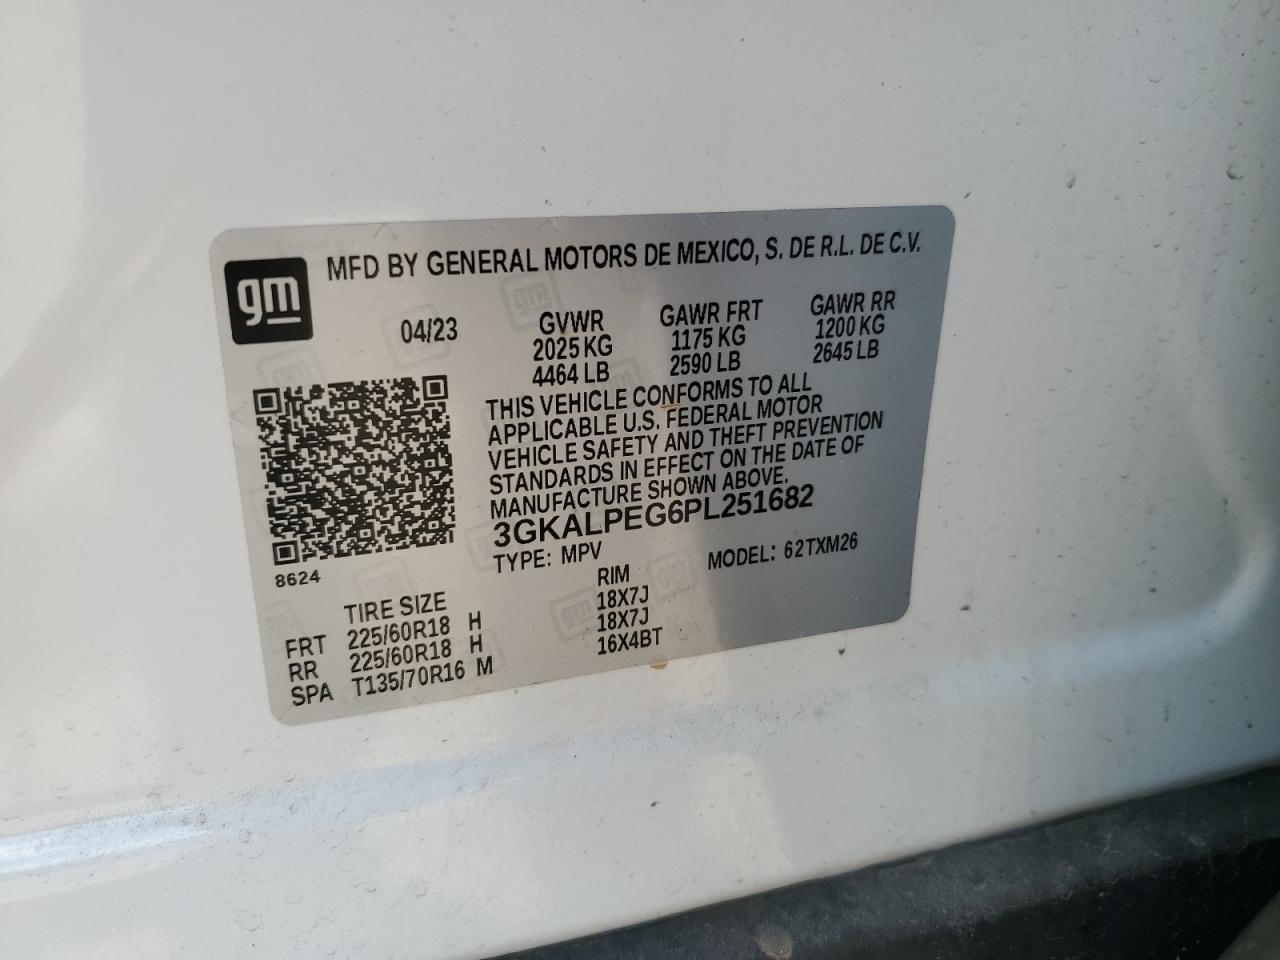 gm
MFD BY GENERAL MOTORS DE MEXICO, S. DE R.L. DE C.V.
04/23 GVWR GAWR FRT GAWR RR
2025 KG 1175 KG 1200 KG
4464 LB 2590 LB 2645 LB
THIS VEHICLE CONFORMS TO ALL
APPLICABLE U.S. FEDERAL MOTOR
VEHICLE SAFETY AND THEFT PREVENTION
STANDARDS IN EFFECT ON THE DATE OF
MANUFACTURE SHOWN ABOVE.
3GKALPEG6PL251682
TYPE: MPV MODEL: 62TXM26
8624
TIRE SIZE RIM
FRT 225/60R18 H 18X7J
RR 225/60R18 H 18X7J
SPA T135/70R16 M 16X4BT